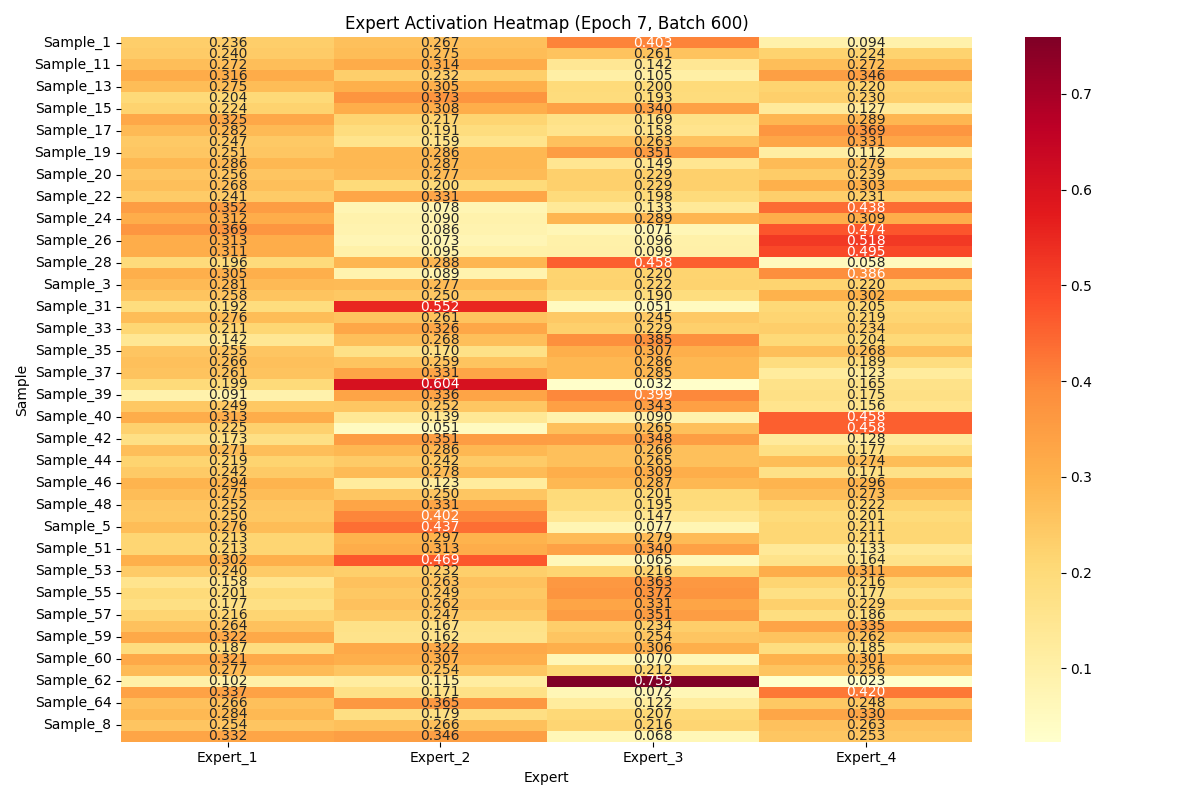 Expert Activation Heatmap (Epoch 7, Batch 600)
Sample_1 0.236 0.267 0.403 0.094
0.240 0.275 0.261 0.224
Sample_11 0.272 0.314 0.142 0.272
0.316 0.232 0.105 0.346
Sample_13 0.275 0.305 0.200 0.220
0.204 0.373 0.193 0.230
Sample_15 0.224 0.308 0.340 0.127
0.325 0.217 0.169 0.289
Sample_17 0.282 0.191 0.158 0.369
0.247 0.159 0.263 0.331
Sample_19 0.251 0.286 0.351 0.112
0.286 0.287 0.149 0.279
Sample_20 0.256 0.277 0.229 0.239
0.268 0.200 0.229 0.303
Sample_22 0.241 0.331 0.198 0.231
0.352 0.078 0.133 0.438
Sample_24 0.312 0.090 0.289 0.309
0.369 0.086 0.071 0.474
Sample_26 0.313 0.073 0.096 0.518
0.311 0.095 0.099 0.495
Sample_28 0.196 0.288 0.458 0.058
0.305 0.089 0.220 0.386
Sample_3 0.281 0.277 0.222 0.220
0.258 0.250 0.190 0.302
Sample_31 0.192 0.552 0.051 0.205
0.276 0.261 0.245 0.219
Sample_33 0.211 0.326 0.229 0.234
0.142 0.268 0.385 0.204
Sample_35 0.255 0.170 0.307 0.268
0.266 0.259 0.286 0.189
Sample_37 0.261 0.331 0.285 0.123
0.199 0.604 0.032 0.165
Sample_39 0.091 0.336 0.399 0.175
0.249 0.252 0.343 0.156
Sample_40 0.313 0.139 0.090 0.458
0.225 0.051 0.265 0.458
Sample_42 0.173 0.351 0.348 0.128
0.271 0.286 0.266 0.177
Sample_44 0.219 0.242 0.265 0.274
0.242 0.278 0.309 0.171
Sample_46 0.294 0.123 0.287 0.296
0.275 0.250 0.201 0.273
Sample_48 0.252 0.331 0.195 0.222
0.250 0.402 0.147 0.201
Sample_5 0.276 0.437 0.077 0.211
0.213 0.297 0.279 0.211
Sample_51 0.213 0.313 0.340 0.133
0.302 0.469 0.065 0.164
Sample_53 0.240 0.232 0.216 0.311
0.158 0.263 0.363 0.216
Sample_55 0.201 0.249 0.372 0.177
0.177 0.262 0.331 0.229
Sample_57 0.216 0.247 0.351 0.186
0.264 0.167 0.234 0.335
Sample_59 0.322 0.162 0.254 0.262
0.187 0.322 0.306 0.185
Sample_60 0.321 0.307 0.070 0.301
0.277 0.254 0.212 0.256
Sample_62 0.102 0.115 0.759 0.023
0.337 0.171 0.072 0.420
Sample_64 0.266 0.365 0.122 0.248
0.284 0.179 0.207 0.330
Sample_8 0.254 0.266 0.216 0.263
0.332 0.346 0.068 0.253
Expert_1 Expert_2 Expert_3 Expert_4
Expert
Sample
0.7
0.6
0.5
0.4
0.3
0.2
0.1